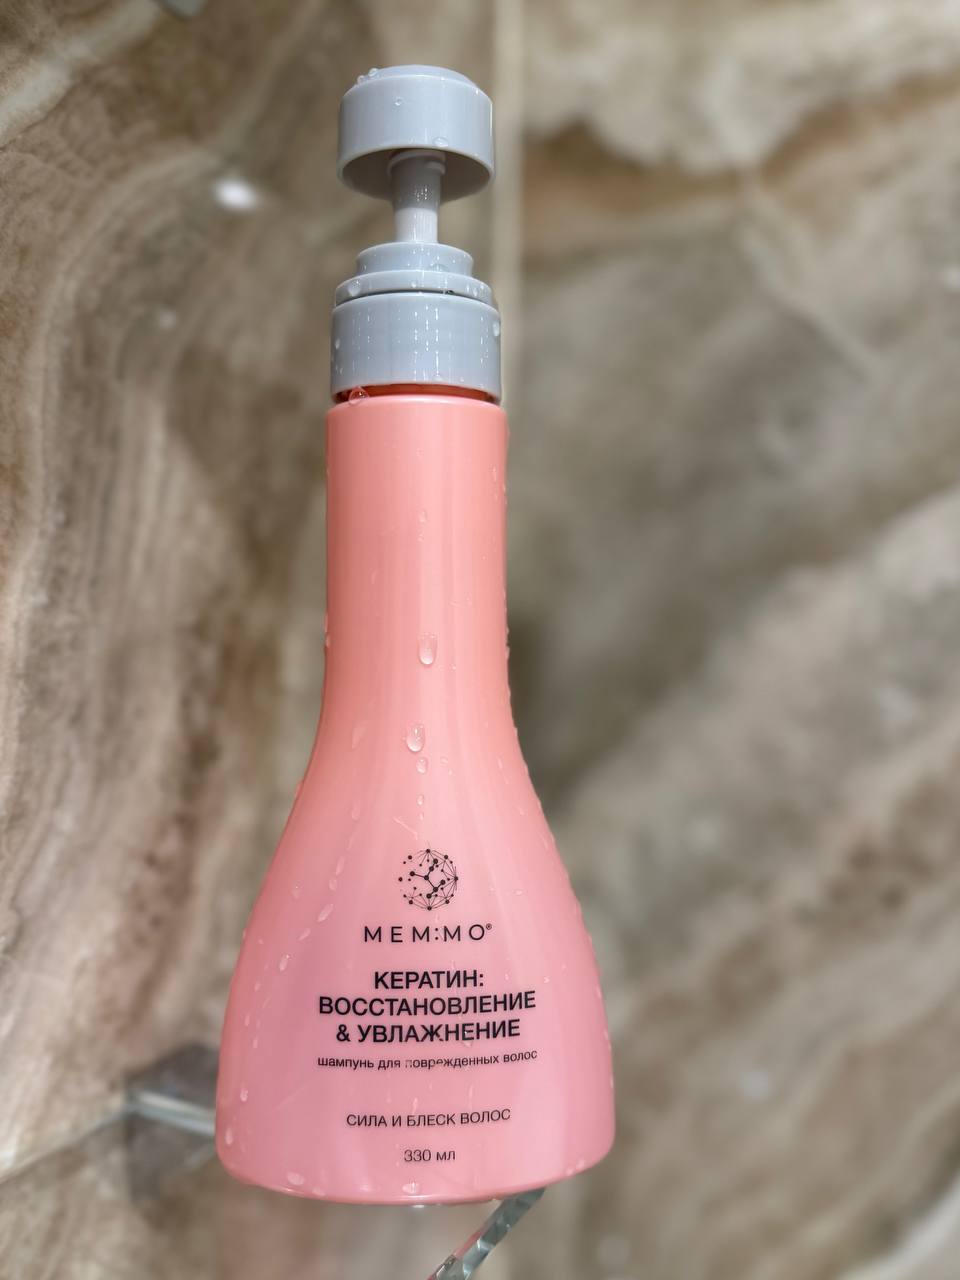 MEM:MO®
КЕРАТИН:
ВОССТАНОВЛЕНИЕ
& УВЛАЖНЕНИЕ
шампунь для поврежденных волос
СИЛА И БЛЕСК ВОЛОС
330 мл